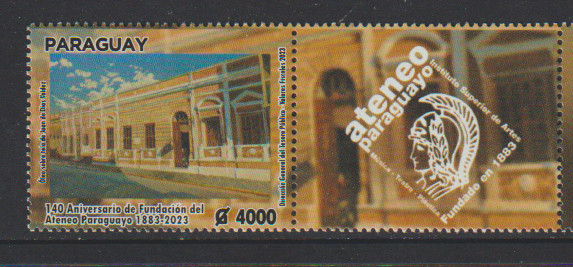 PARAGUAY
Dirección General del Tesoro Público - Valores Fiscales 2023
140 Aniversario de Fundación del
Ateneo Paraguayo 1883-2023
₲ 4000
ateneo
paraguayo
Instituto Superior de Artes
Fundado en 1883